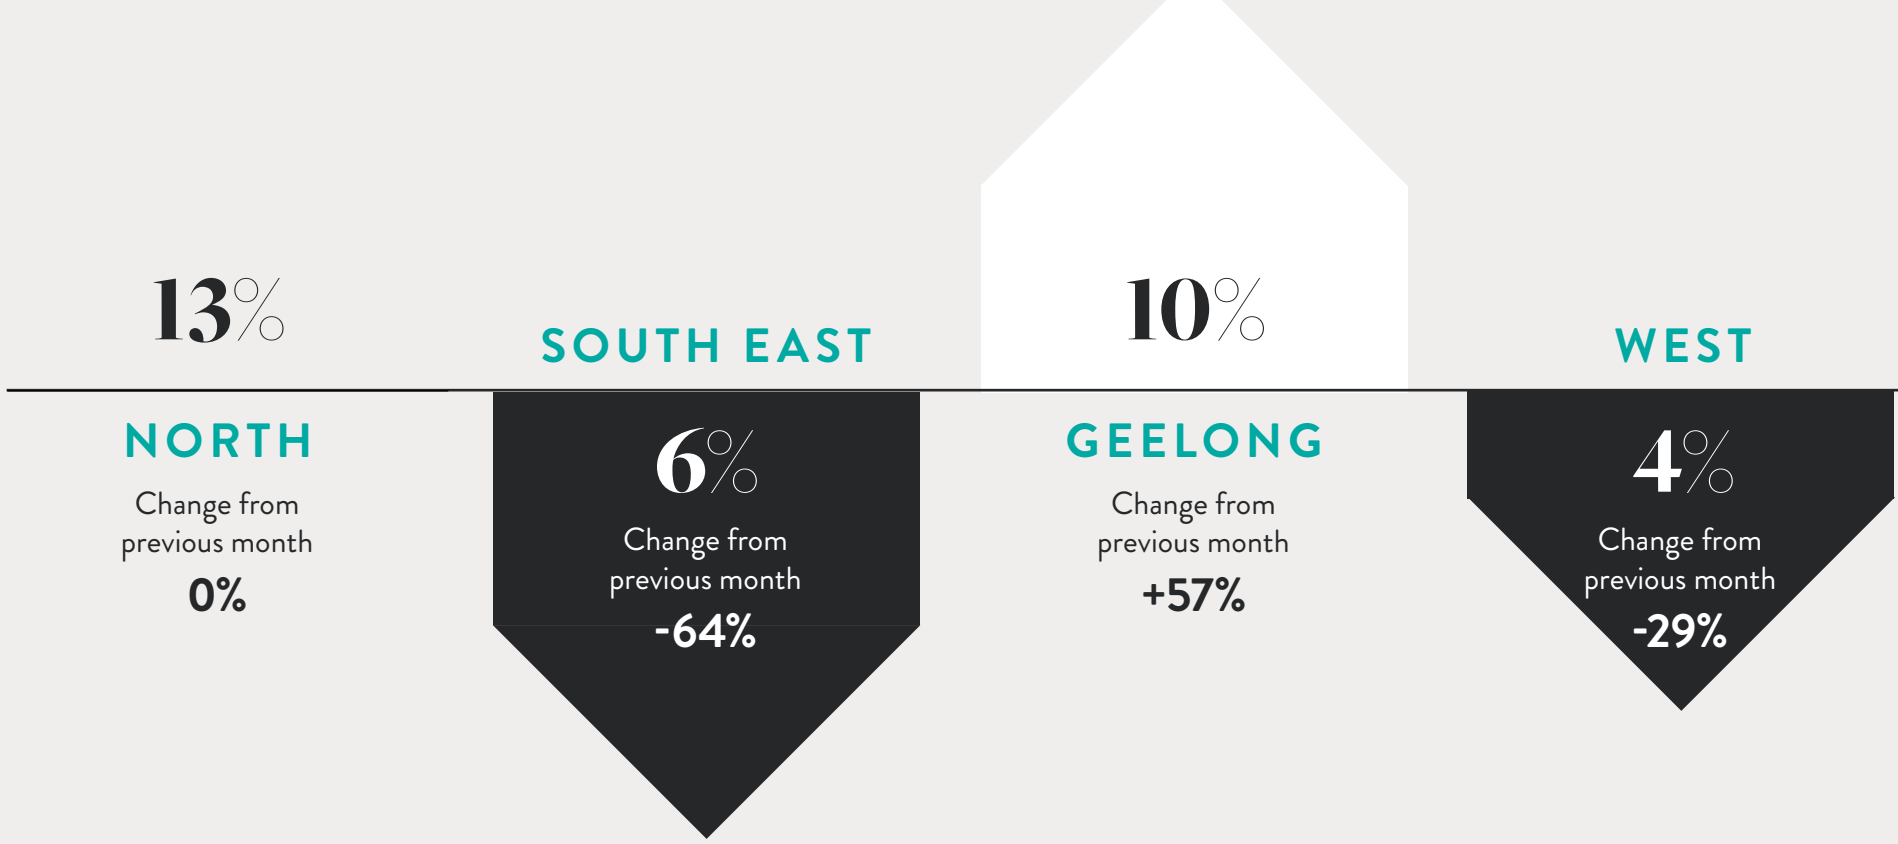 13%
NORTH
Change from
previous month
0%
SOUTH EAST
6%
Change from
previous month
-64%
10%
GEELONG
Change from
previous month
+57%
WEST
4%
Change from
previous month
-29%